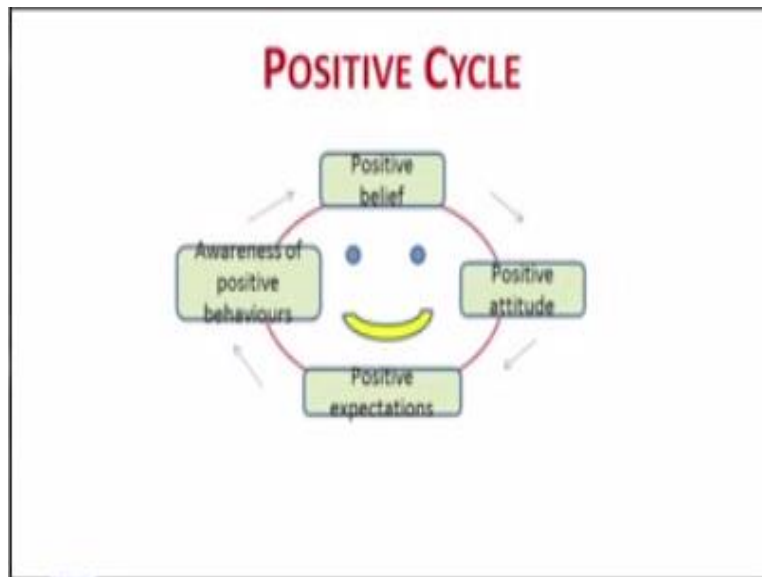 POSITIVE CYCLE
Positive
belief
Awareness of
positive
behaviours
Positive
attitude
Positive
expectations